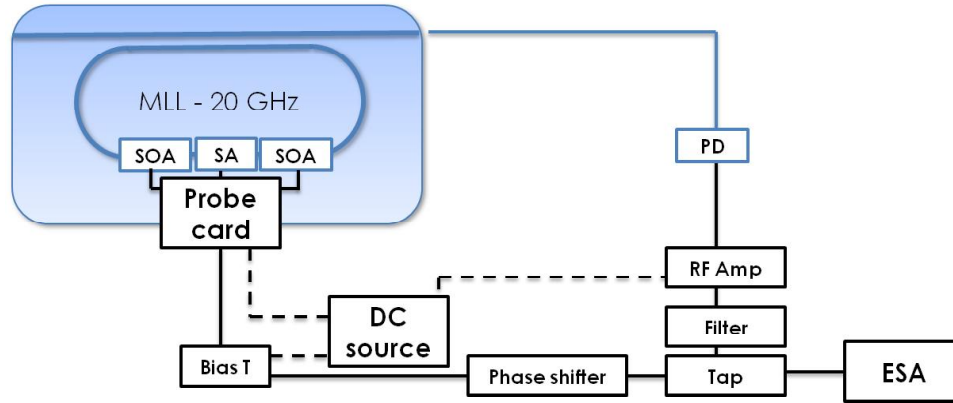 MLL - 20 GHz
SOA
SA
SOA
PD
Probe
card
RF Amp
DC
source
Filter
Bias T
Phase shifter
Tap
ESA